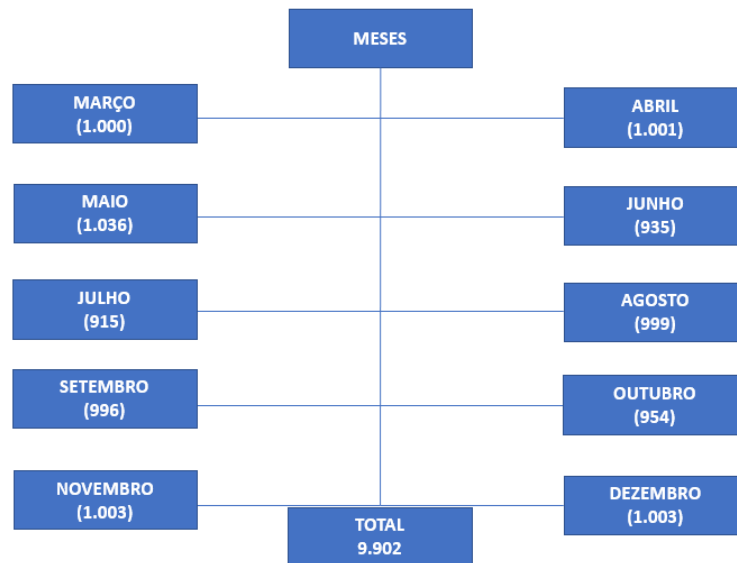 MESES
MARÇO
(1.000)
ABRIL
(1.001)
MAIO
(1.036)
JUNHO
(935)
JULHO
(915)
AGOSTO
(999)
SETEMBRO
(996)
OUTUBRO
(954)
NOVEMBRO
(1.003)
DEZEMBRO
(1.003)
TOTAL
9.902